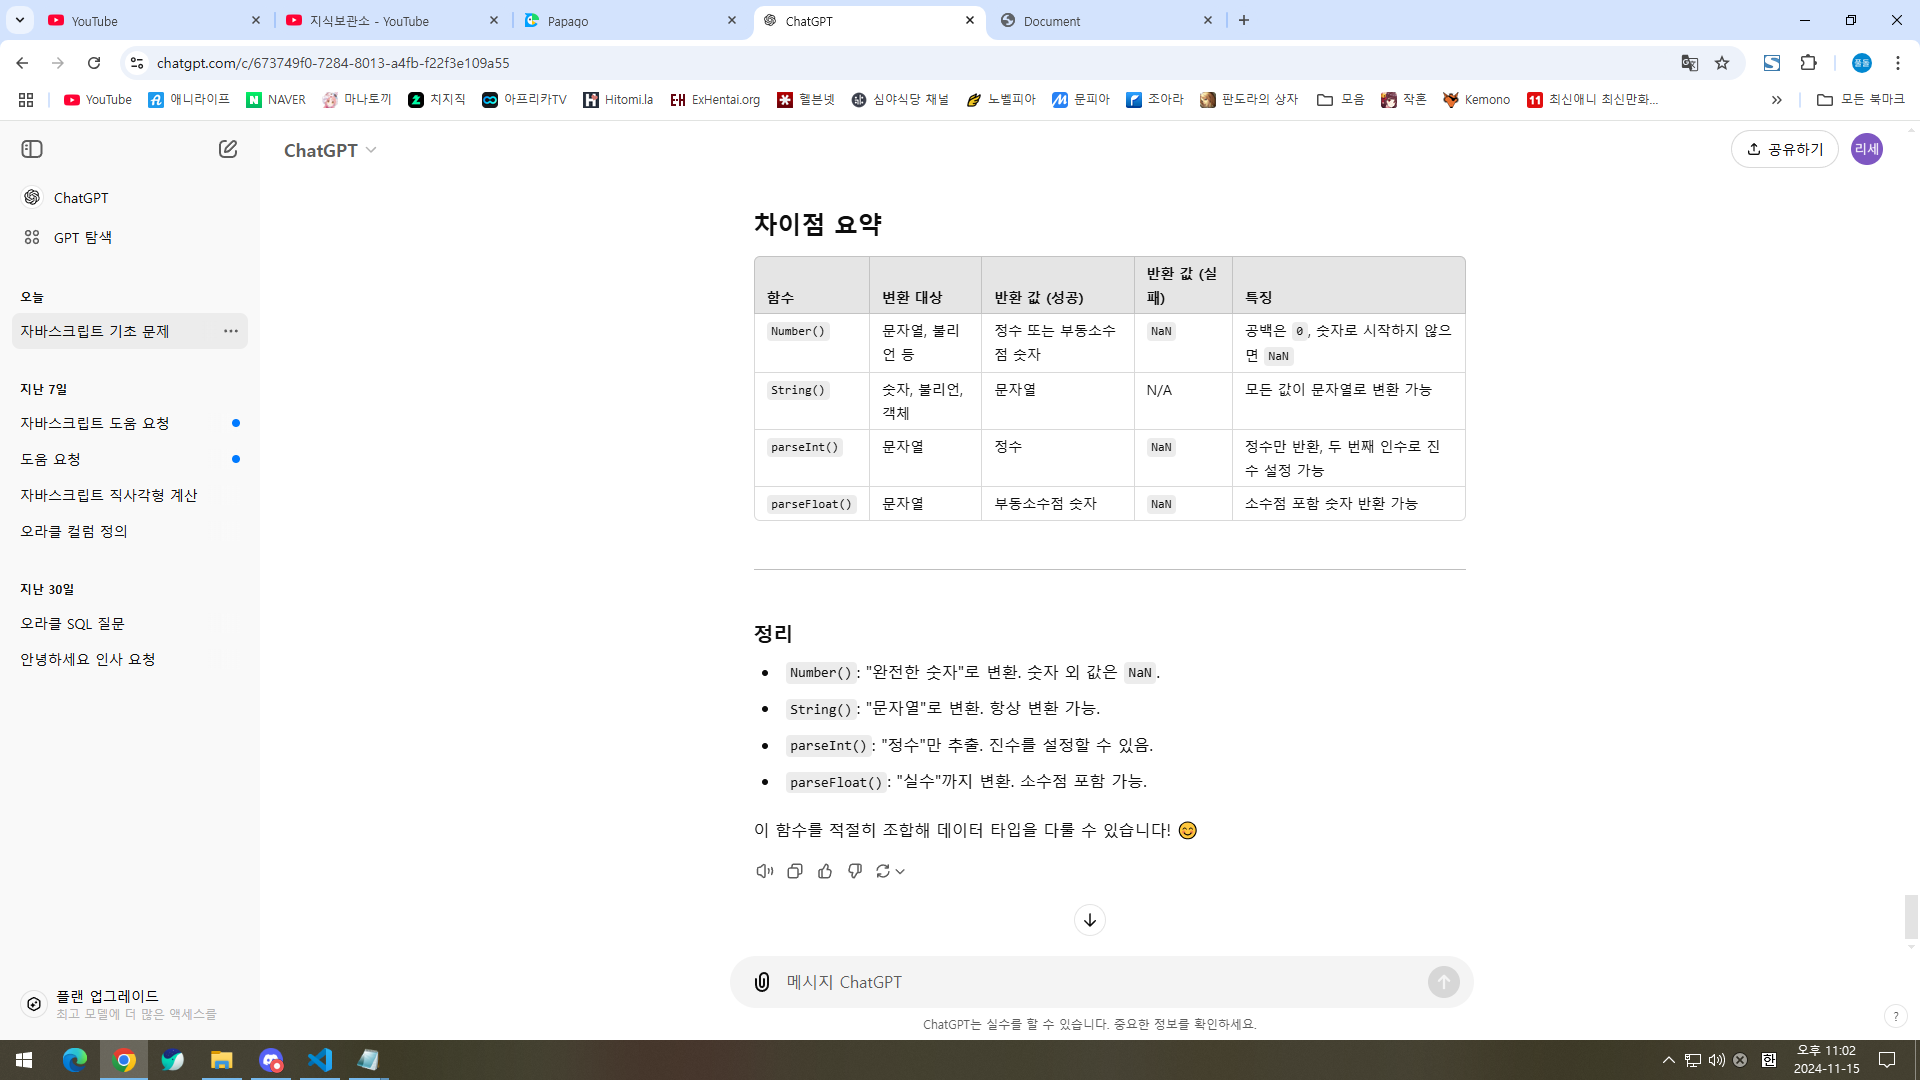 YouTube
지식보관소 - YouTube
Papago
ChatGPT
Document
chatgpt.com/c/673749f0-7284-8013-a4fb-f22f3e109a55
풀돌
YouTube
애니라이프
NAVER
마나토끼
치지직
아프리카TV
Hitomi.la
ExHentai.org
헬븐넷
심야식당 채널
노벨피아
문피아
조아라
판도라의 상자
모음
작혼
Kemono
최신애니 최신만화...
모든 북마크
ChatGPT
공유하기
리세
ChatGPT
GPT 탐색
오늘
자바스크립트 기초 문제
지난 7일
자바스크립트 도움 요청
도움 요청
자바스크립트 직사각형 계산
오라클 컬럼 정의
지난 30일
오라클 SQL 질문
안녕하세요 인사 요청
플랜 업그레이드
최고 모델에 더 많은 액세스를
차이점 요약
함수 변환 대상 반환 값 (성공) 반환 값 (실
패) 특징
Number() 문자열, 불리 정수 또는 부동소수 NaN 공백은 0, 숫자로 시작하지 않으
언 등 점 숫자 면 NaN
String() 숫자, 불리언, 문자열 N/A 모든 값이 문자열로 변환 가능
객체
parseInt() 문자열 정수 NaN 정수만 반환, 두 번째 인수로 진
수 설정 가능
parseFloat() 문자열 부동소수점 숫자 NaN 소수점 포함 숫자 반환 가능
정리
Number(): "완전한 숫자"로 변환. 숫자 외 값은 NaN.
String(): "문자열"로 변환. 항상 변환 가능.
parseInt(): "정수"만 추출. 진수를 설정할 수 있음.
parseFloat(): "실수"까지 변환. 소수점 포함 가능.
이 함수를 적절히 조합해 데이터 타입을 다룰 수 있습니다! 😊
메시지 ChatGPT
ChatGPT는 실수를 할 수 있습니다. 중요한 정보를 확인하세요.
?
한
오후 11:02
2024-11-15